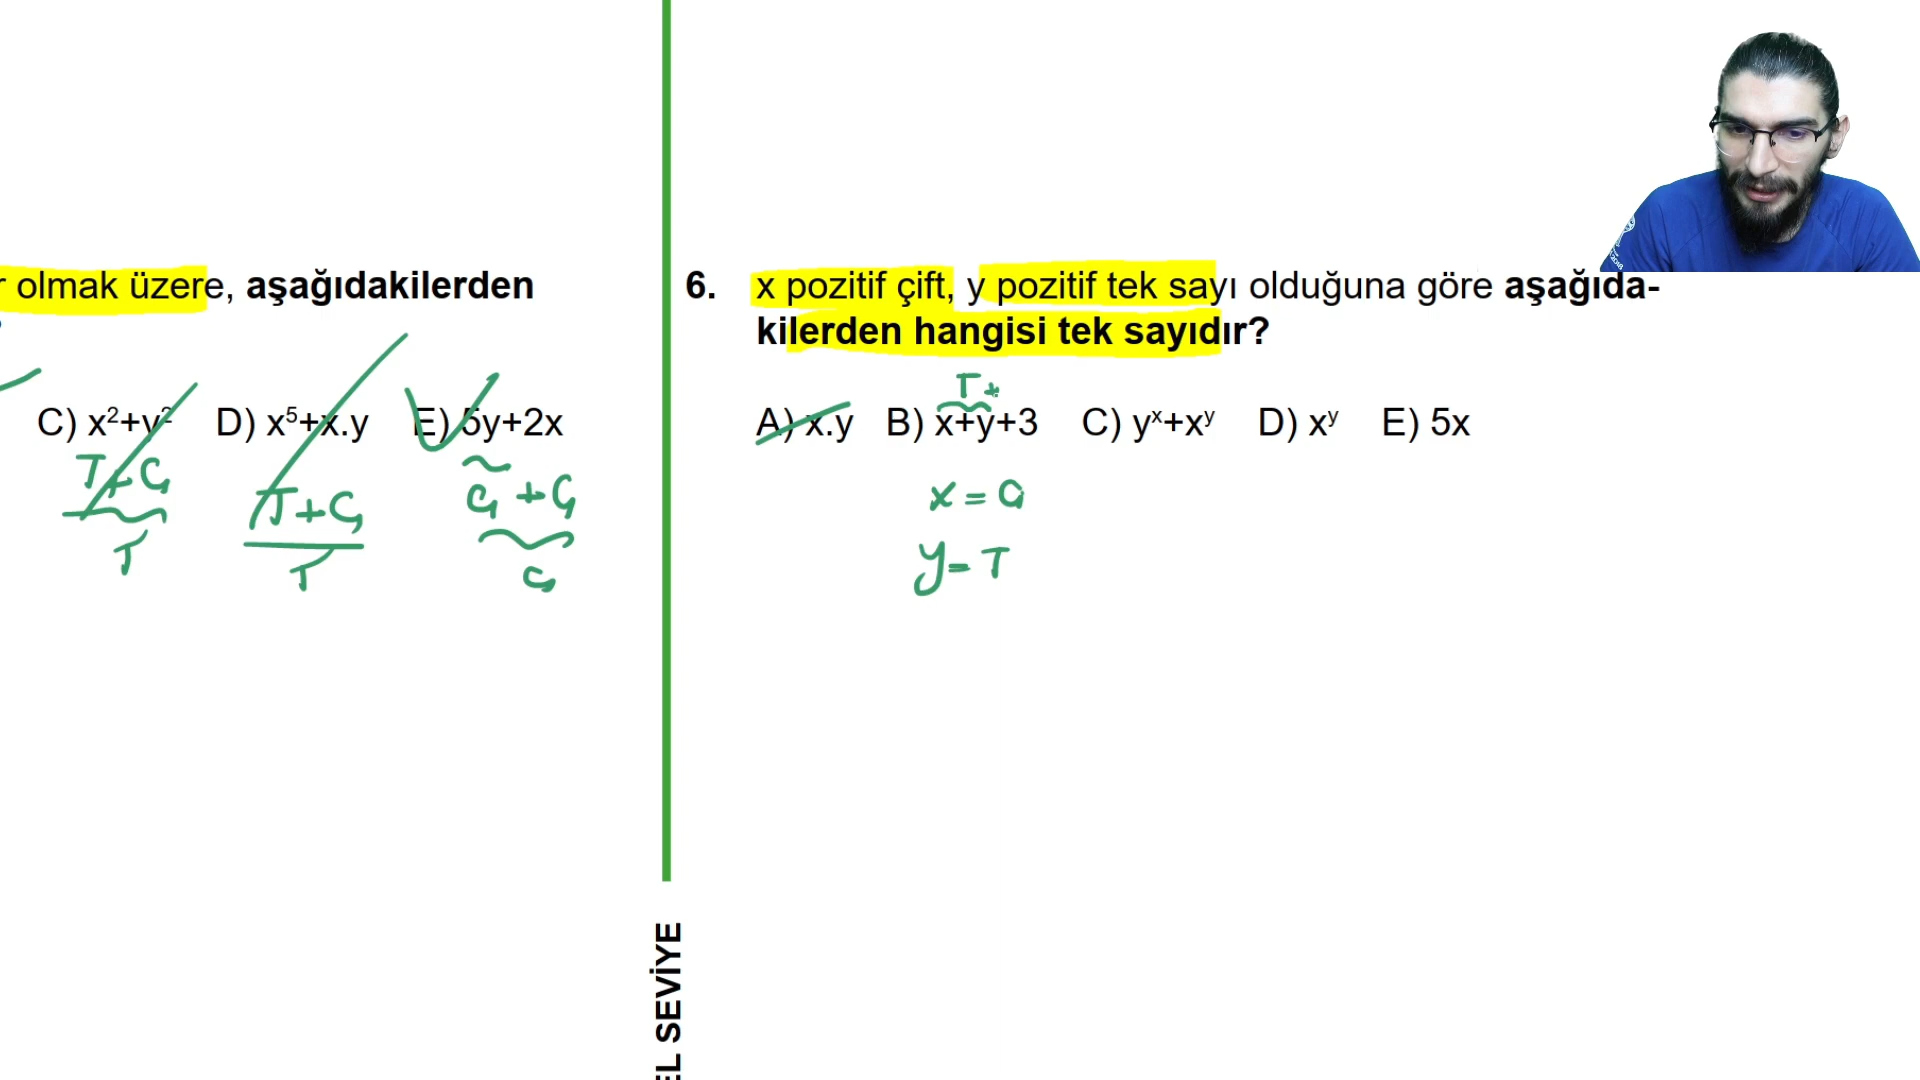 r olmak üzere, aşağıdakilerden
C) x²+y² D) x⁵+x.y E) 5y+2x
T+Ç T+Ç Ç+Ç
T T Ç
6. x pozitif çift, y pozitif tek sayı olduğuna göre aşağıda-
kilerden hangisi tek sayıdır?
T+
A) x.y B) x+y+3 C) yˣ+xʸ D) xʸ E) 5x
x = Ç
y = T
EL SEVİYE